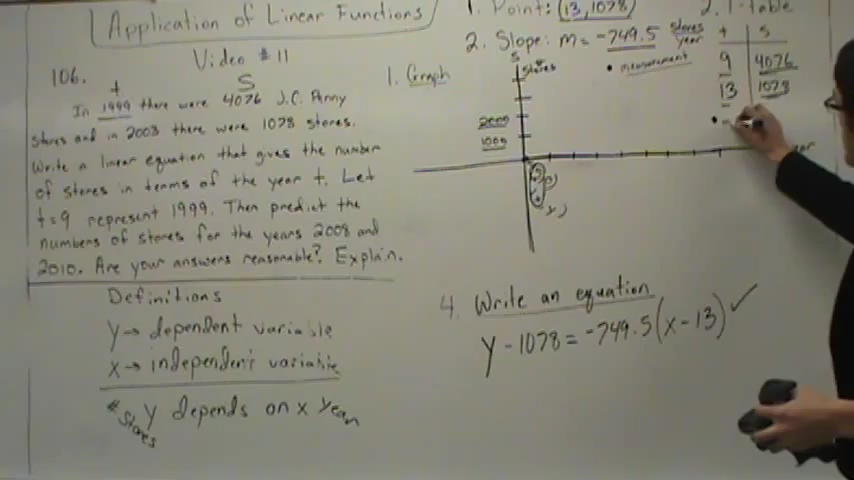 Application of Linear Functions
Video #11
106.
t
S
In 1999 there were 4076 J.C. Penny
stores and in 2003 there were 1078 stores.
Write a linear equation that gives the number
of stores in terms of the year t. Let
t=9 represent 1999. Then predict the
numbers of stores for the years 2008 and
2010. Are your answers reasonable? Explain.
Definitions
y→ dependent variable
x→ independent variable
y depends on x
# stores
year
1. Point: (13, 1078)
2. Slope: m = -749.5 stores
year
• measurement
1. Graph
S
stores
2000
1000
2. T-table
t
S
9
4076
13
1078
4. Write an equation
y - 1078 = -749.5(x - 13) ✓